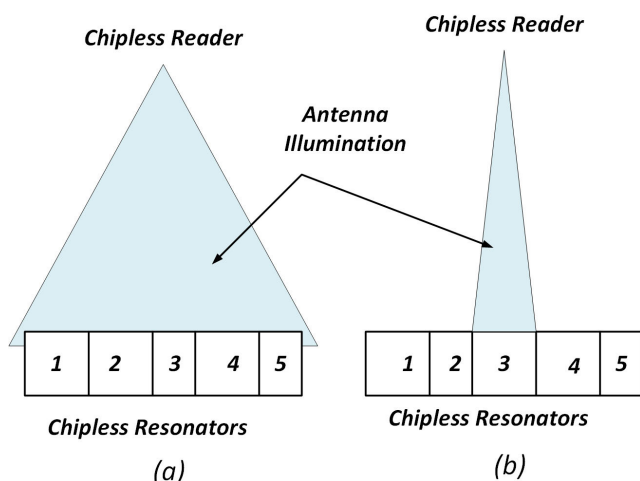 Chipless Reader
Chipless Reader
Antenna
Illumination
1 2 3 4 5
1 2 3 4 5
Chipless Resonators
Chipless Resonators
(a)
(b)